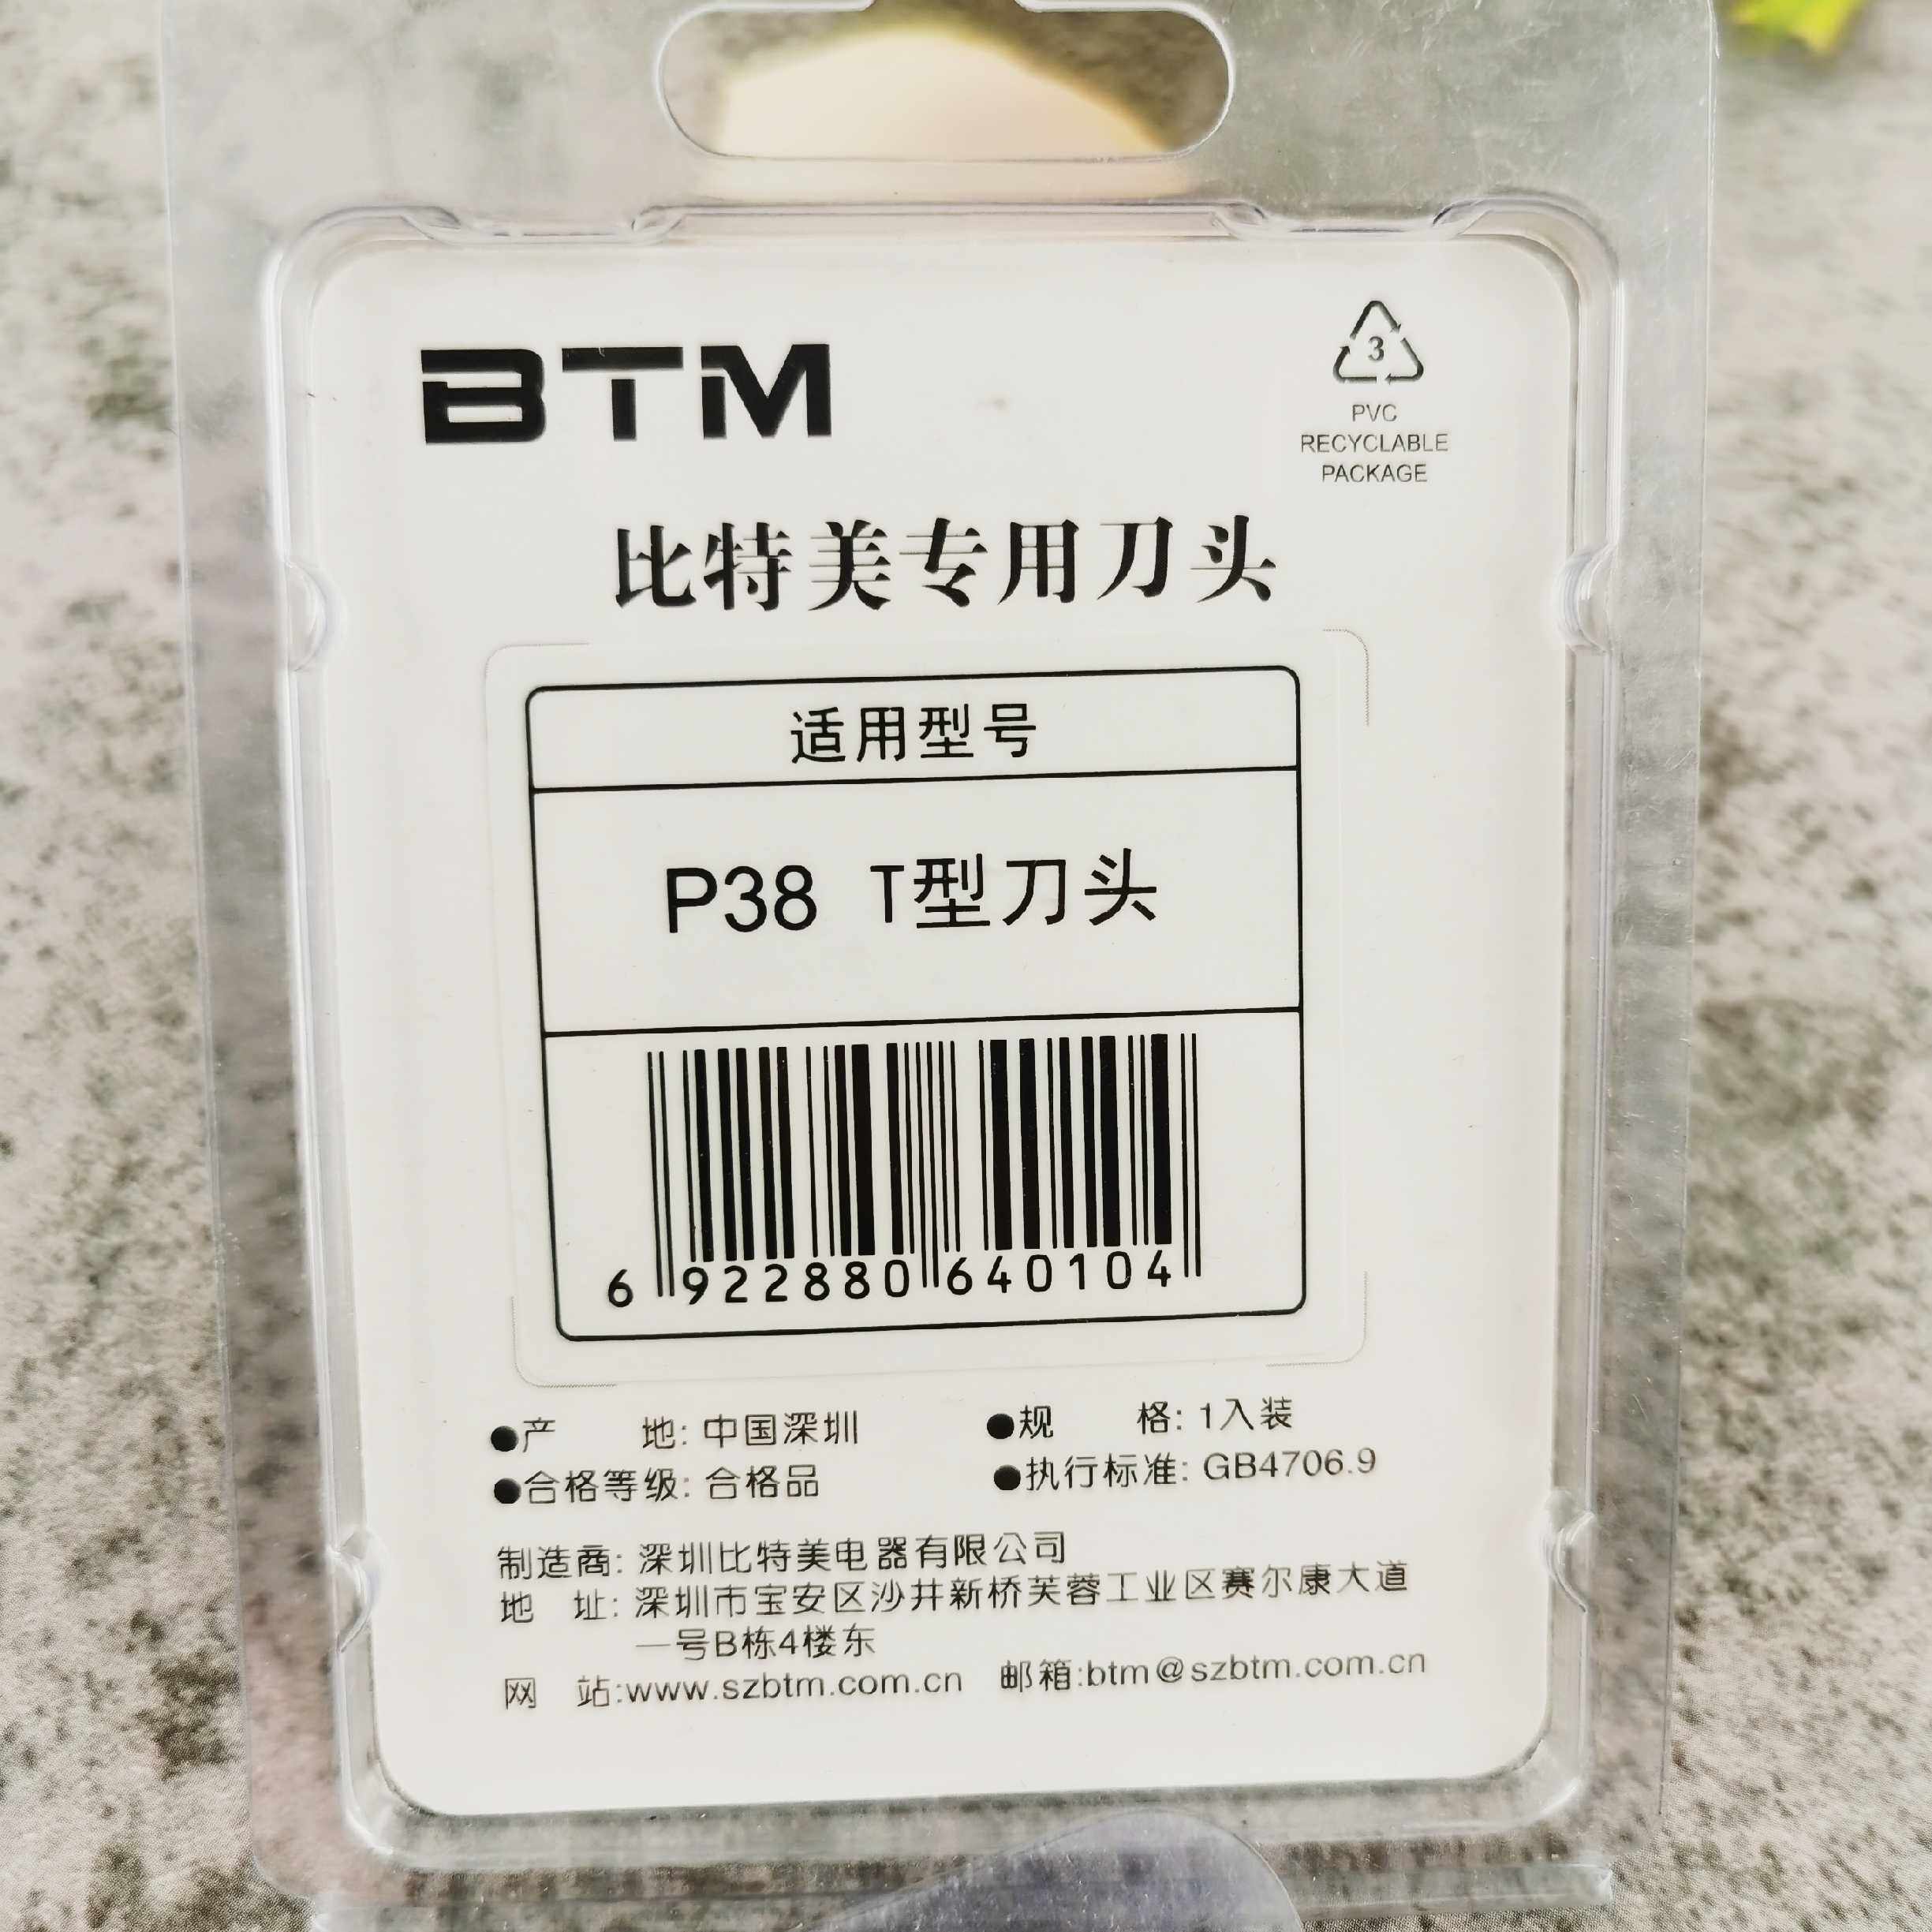 BTM
3
PVC
RECYCLABLE
PACKAGE
比特美专用刀头
适用型号
P38 T型刀头
6 922880 640104
●产 地: 中国深圳 ●规 格: 1入装
●合格等级: 合格品 ●执行标准: GB4706.9
制造商: 深圳比特美电器有限公司
地 址: 深圳市宝安区沙井新桥芙蓉工业区赛尔康大道
一号B栋4楼东
网 站:www.szbtm.com.cn 邮箱:btm@szbtm.com.cn